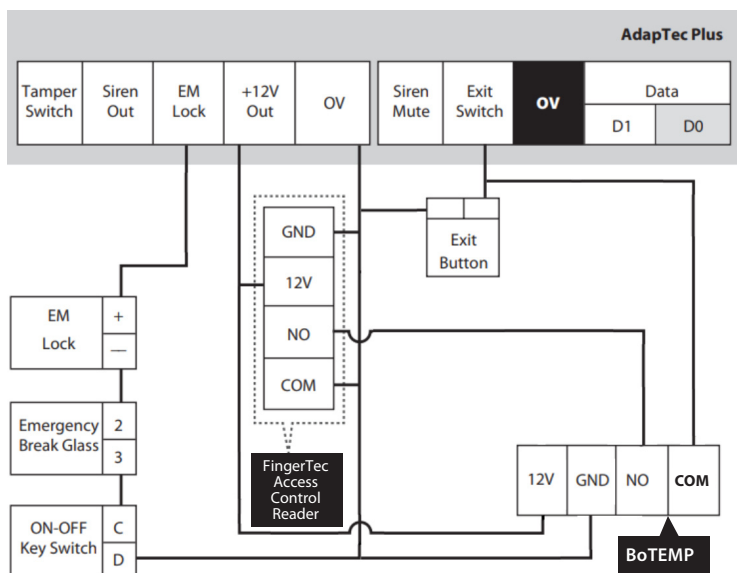 AdapTec Plus
Tamper
Switch
Siren
Out
EM
Lock
+12V
Out
OV
Siren
Mute
Exit
Switch
OV
Data
D1
D0
GND
12V
NO
COM
Exit
Button
EM
Lock
+
—
Emergency
Break Glass
2
3
FingerTec
Access
Control
Reader
12V
GND
NO
COM
ON-OFF
Key Switch
C
D
BoTEMP